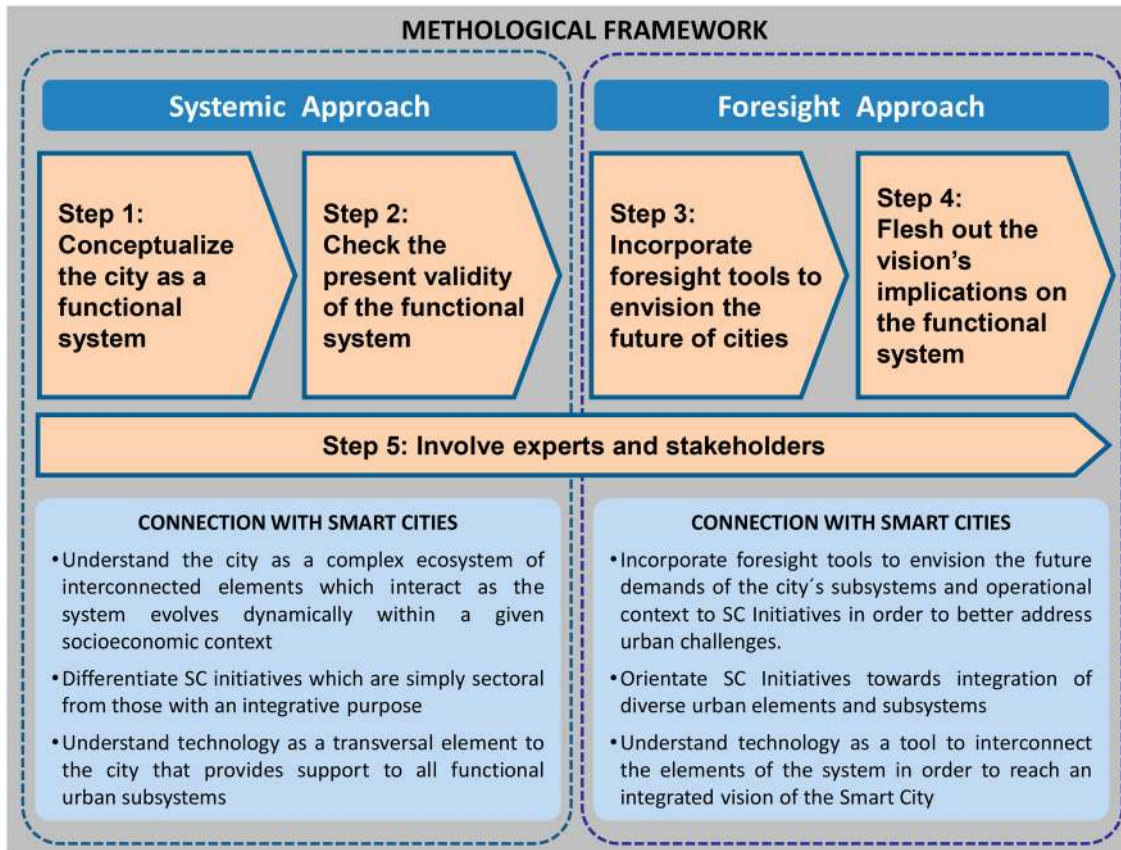 METHOLOGICAL FRAMEWORK
Systemic Approach
Foresight Approach
Step 1:
Conceptualize
the city as a
functional
system
Step 2:
Check the
present validity
of the functional
system
Step 3:
Incorporate
foresight tools to
envision the
future of cities
Step 4:
Flesh out the
vision’s
implications on
the functional
system
Step 5: Involve experts and stakeholders
CONNECTION WITH SMART CITIES
•Understand the city as a complex ecosystem of
interconnected elements which interact as the
system evolves dynamically within a given
socioeconomic context
•Differentiate SC initiatives which are simply sectoral
from those with an integrative purpose
•Understand technology as a transversal element to
the city that provides support to all functional
urban subsystems
CONNECTION WITH SMART CITIES
•Incorporate foresight tools to envision the future
demands of the city´s subsystems and operational
context to SC Initiatives in order to better address
urban challenges.
•Orientate SC Initiatives towards integration of
diverse urban elements and subsystems
•Understand technology as a tool to interconnect
the elements of the system in order to reach an
integrated vision of the Smart City